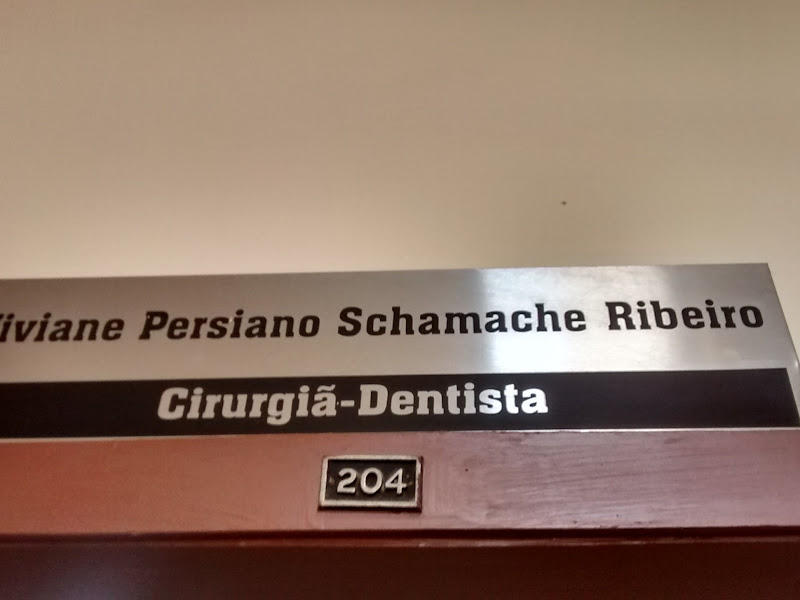 Viviane Persiano Schamache Ribeiro
Cirurgiã-Dentista
204